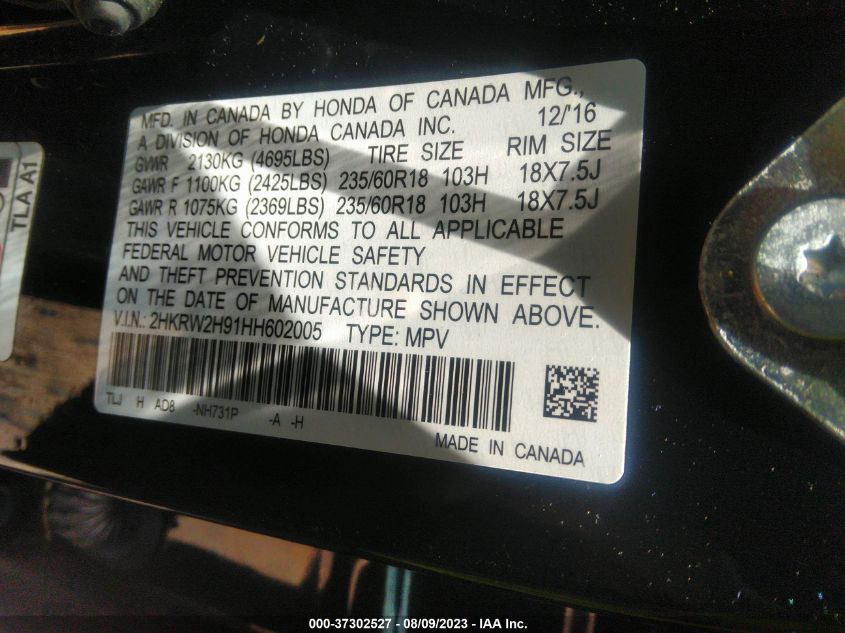 MFD. IN CANADA BY HONDA OF CANADA MFG.,
A DIVISION OF HONDA CANADA INC. 12/'16
GVWR 2130KG (4695LBS) TIRE SIZE RIM SIZE
GAWR F 1100KG (2425LBS) 235/60R18 103H 18X7.5J
GAWR R 1075KG (2369LBS) 235/60R18 103H 18X7.5J
THIS VEHICLE CONFORMS TO ALL APPLICABLE
FEDERAL MOTOR VEHICLE SAFETY
AND THEFT PREVENTION STANDARDS IN EFFECT
ON THE DATE OF MANUFACTURE SHOWN ABOVE.
V.I.N.: 2HKRW2H91HH602005 TYPE: MPV
TLJ H AD8 -NH731P -A -H
MADE IN CANADA
TLA A1
000-37302527 - 08/09/2023 - IAA Inc.